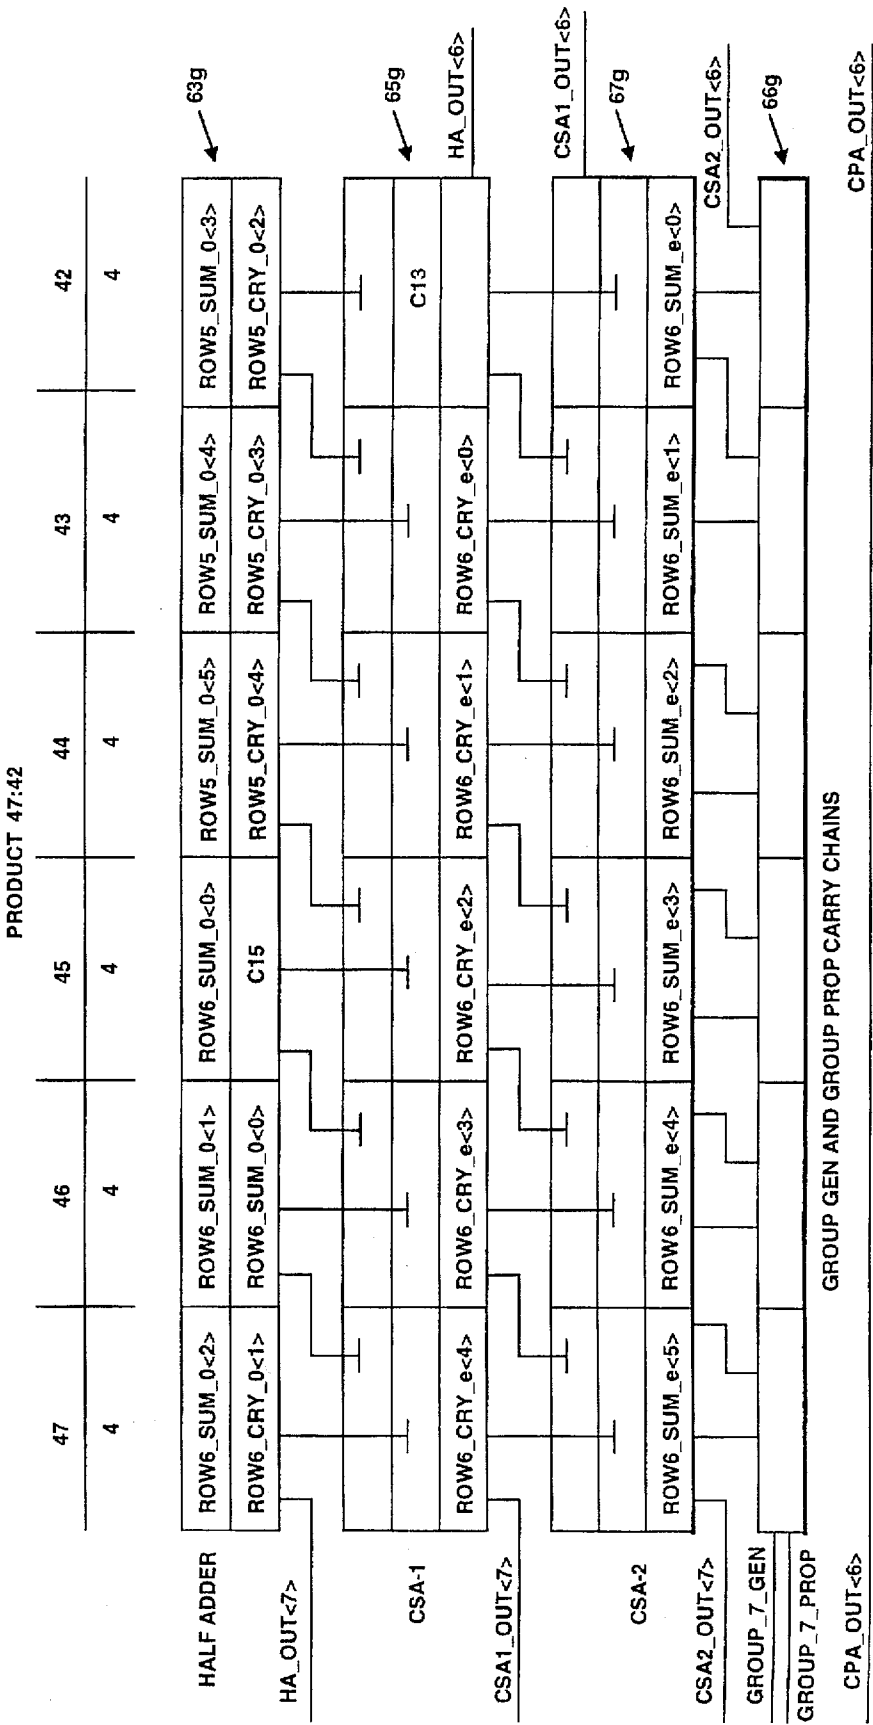 PRODUCT 47:42
47 46 45 44 43 42
4 4 4 4 4 4
63g
HALF ADDER
ROW6_SUM_0<2> ROW6_SUM_0<1> ROW6_SUM_0<0> ROW5_SUM_0<5> ROW5_SUM_0<4> ROW5_SUM_0<3>
ROW6_CRY_0<1> ROW6_SUM_0<0> C15 ROW5_CRY_0<4> ROW5_CRY_0<3> ROW5_CRY_0<2>
HA_OUT<7>
65g
CSA-1
C13
ROW6_CRY_e<4> ROW6_CRY_e<3> ROW6_CRY_e<2> ROW6_CRY_e<1> ROW6_CRY_e<0>
HA_OUT<6>
CSA1_OUT<7>
CSA1_OUT<6>
67g
CSA-2
ROW6_SUM_e<5> ROW6_SUM_e<4> ROW6_SUM_e<3> ROW6_SUM_e<2> ROW6_SUM_e<1> ROW6_SUM_e<0>
CSA2_OUT<7>
CSA2_OUT<6>
66g
GROUP_7_GEN
GROUP_7_PROP
GROUP GEN AND GROUP PROP CARRY CHAINS
CPA_OUT<6>
CPA_OUT<6>